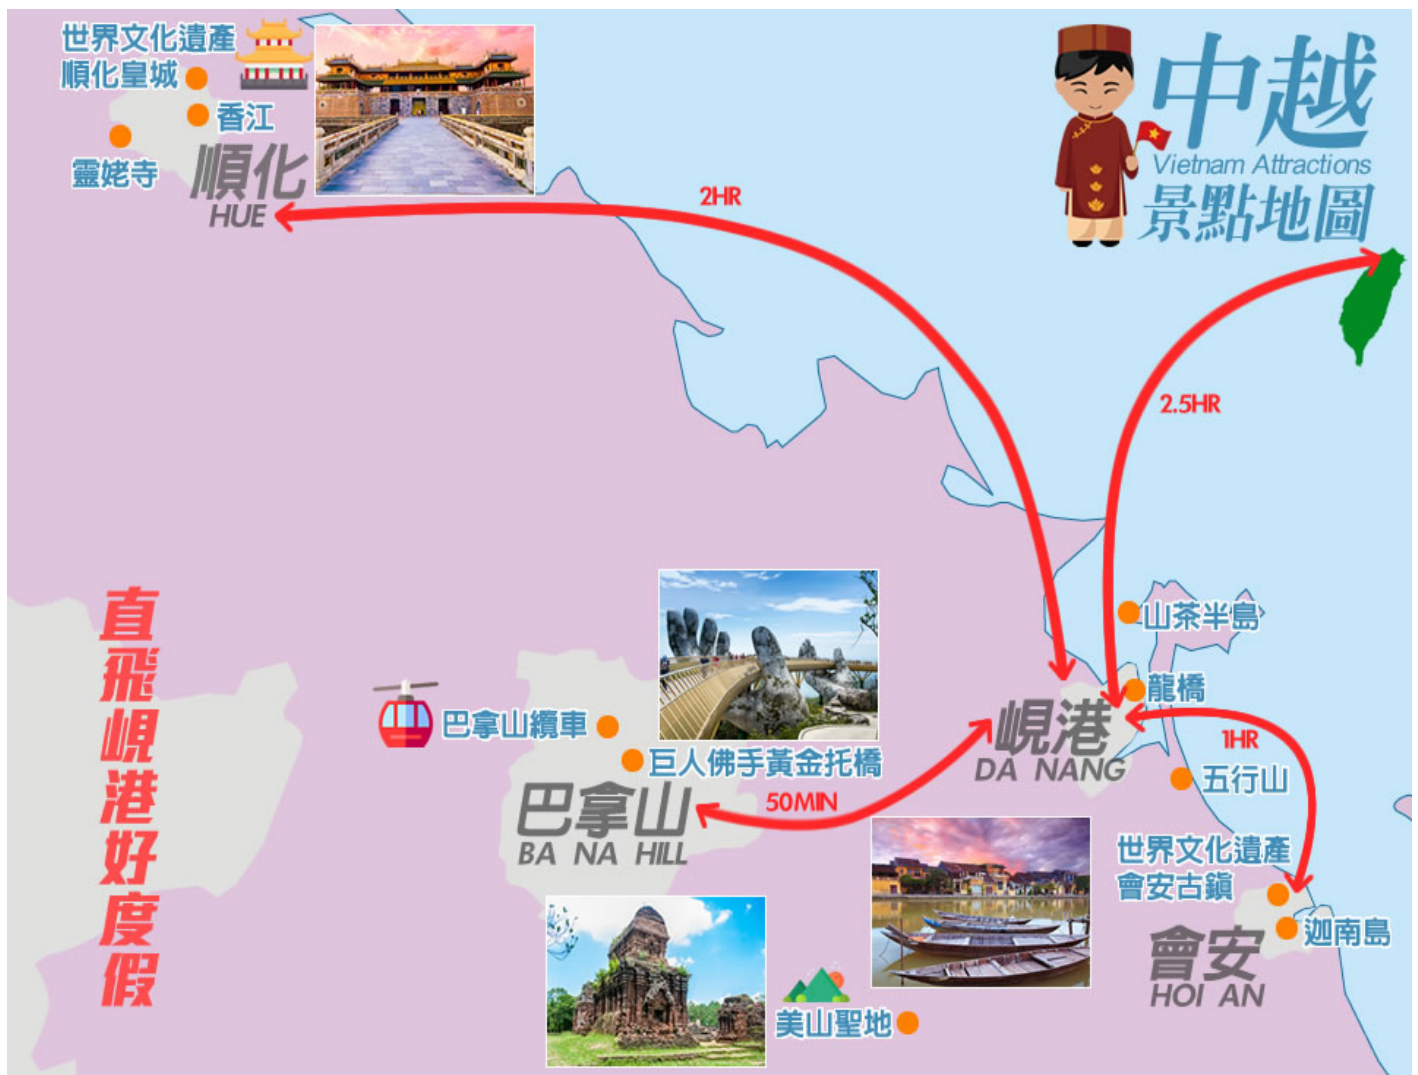 世界文化遺產
順化皇城
香江
靈姥寺
順化
HUE
中越
Vietnam Attractions
景點地圖
2HR
2.5HR
直飛峴港好度假
山茶半島
龍橋
峴港
DA NANG
1HR
五行山
巴拿山纜車
巨人佛手黃金托橋
50MIN
巴拿山
BA NA HILL
世界文化遺產
會安古鎮
迦南島
會安
HOI AN
美山聖地